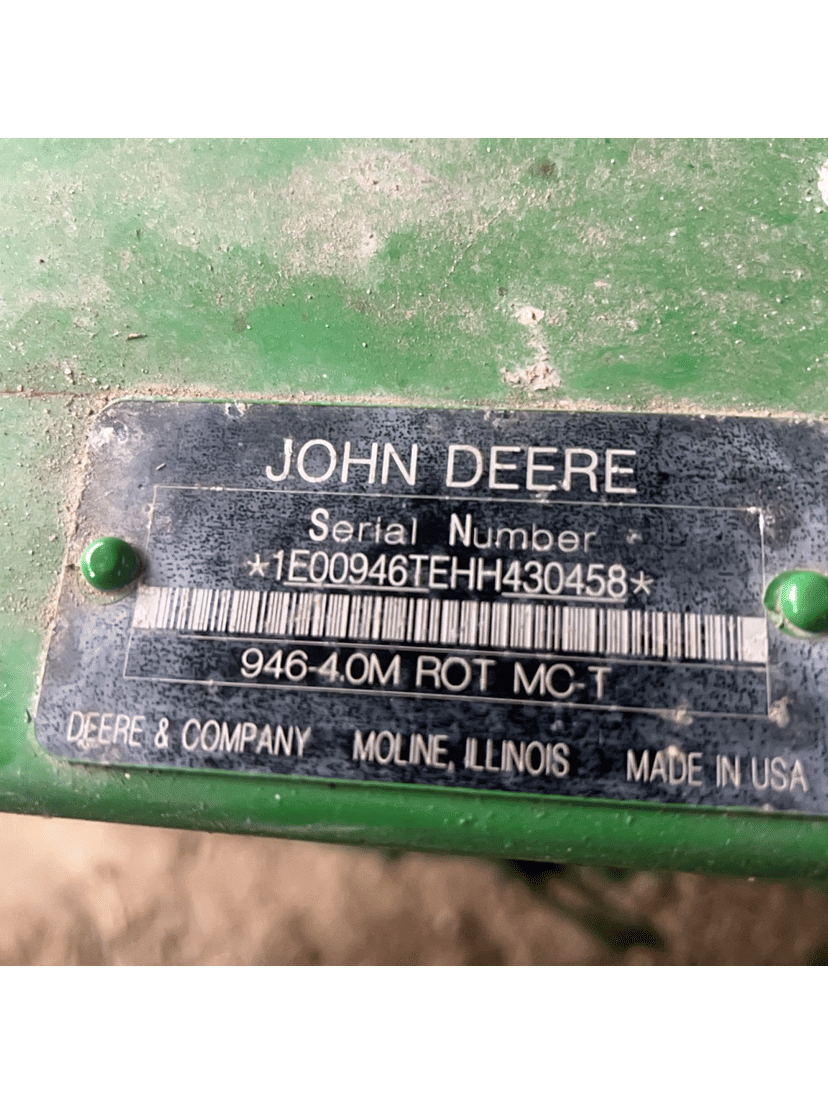 JOHN DEERE
Serial Number
*1E00946TEHH430458*
946-4.0M ROT MC-T
DEERE & COMPANY MOLINE, ILLINOIS MADE IN USA